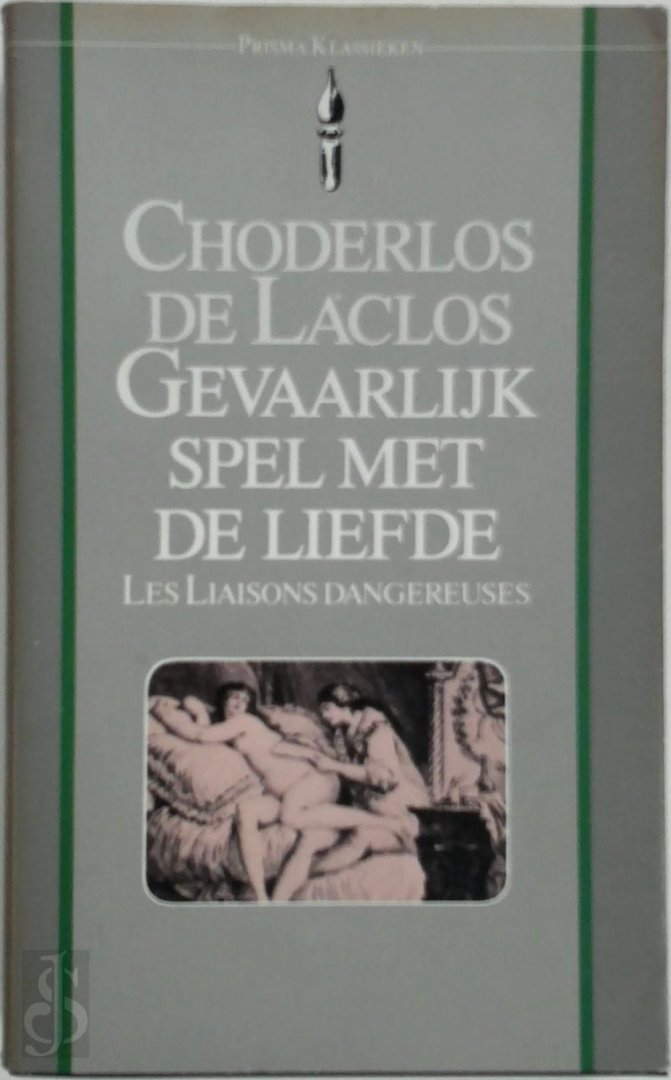 PRISMA KLASSIEKEN
CHODERLOS
DE LACLOS
GEVAARLIJK
SPEL MET
DE LIEFDE
LES LIAISONS DANGEREUSES